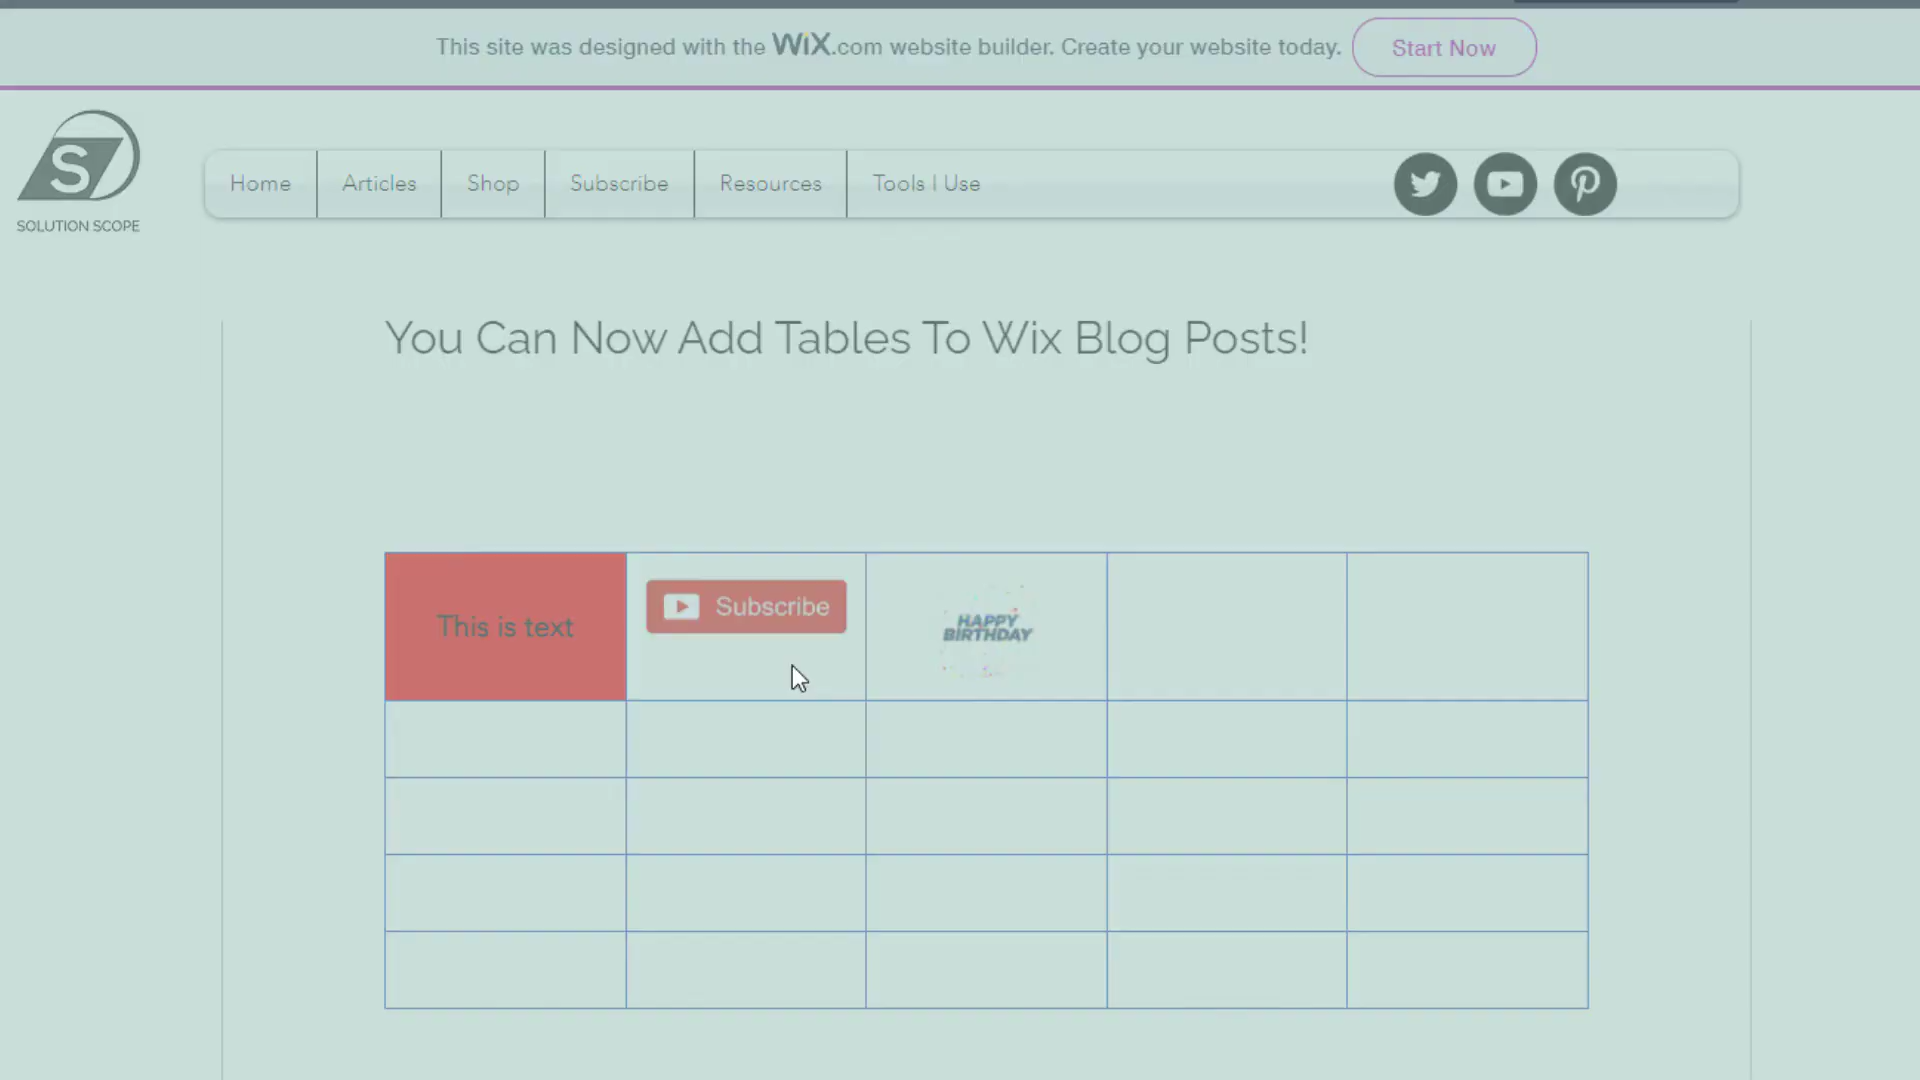 This site was designed with the WiX.com website builder. Create your website today. Start Now
S
SOLUTION SCOPE
Home Articles Shop Subscribe Resources Tools I Use
You Can Now Add Tables To Wix Blog Posts!
This is text
Subscribe
HAPPY
BIRTHDAY